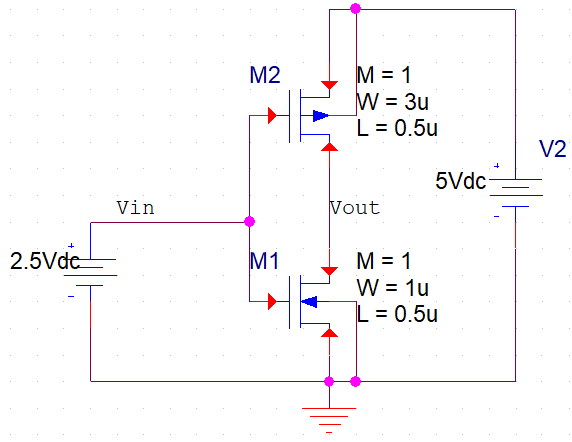 M2
M = 1
W = 3u
L = 0.5u
V2
5Vdc
Vin
Vout
2.5Vdc
M1
M = 1
W = 1u
L = 0.5u